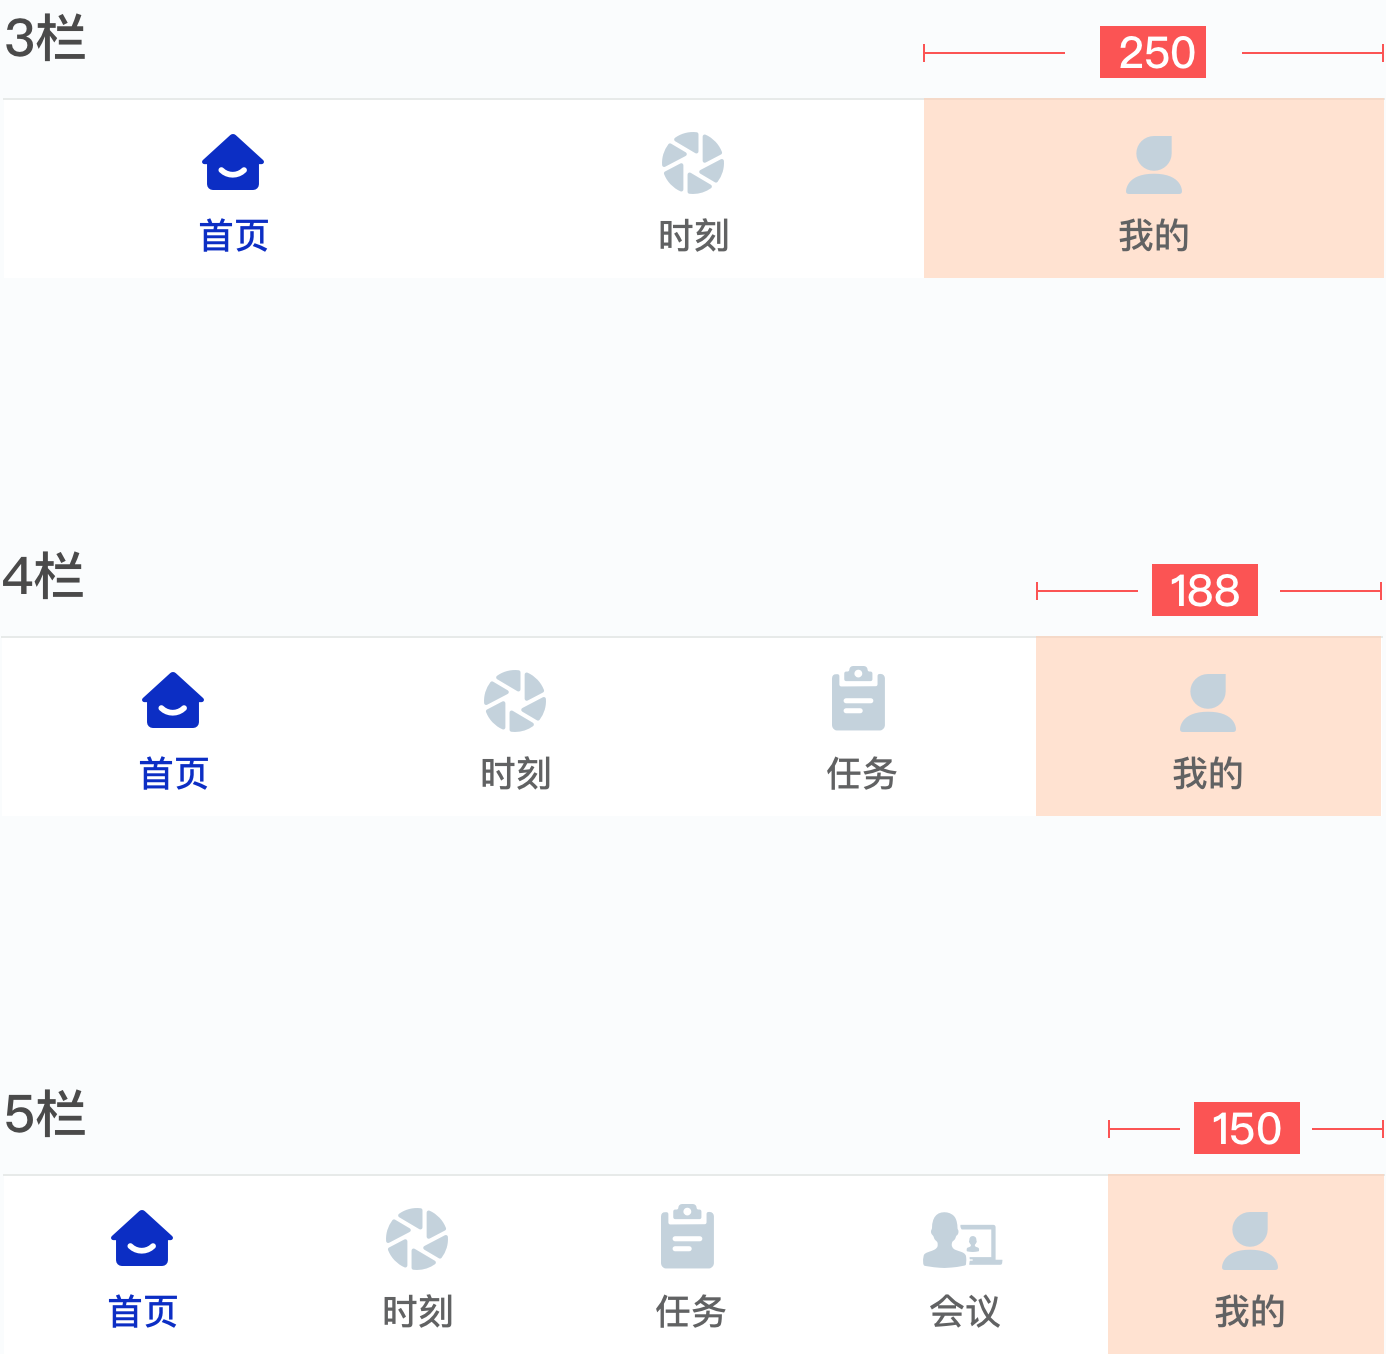 3栏
250
首页 时刻 我的
4栏
188
首页 时刻 任务 我的
5栏
150
首页 时刻 任务 会议 我的